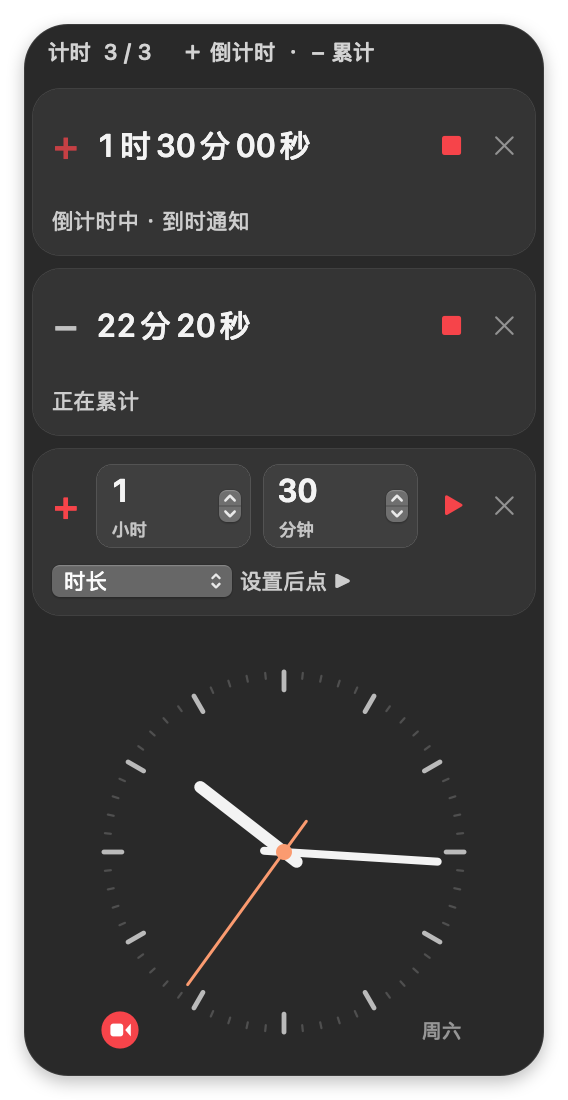 计时 3 / 3 + 倒计时 · − 累计
+ 1时30分00秒
倒计时中 · 到时通知
− 22分20秒
正在累计
+ 1 30
小时 分钟
时长 设置后点 ▶
周六